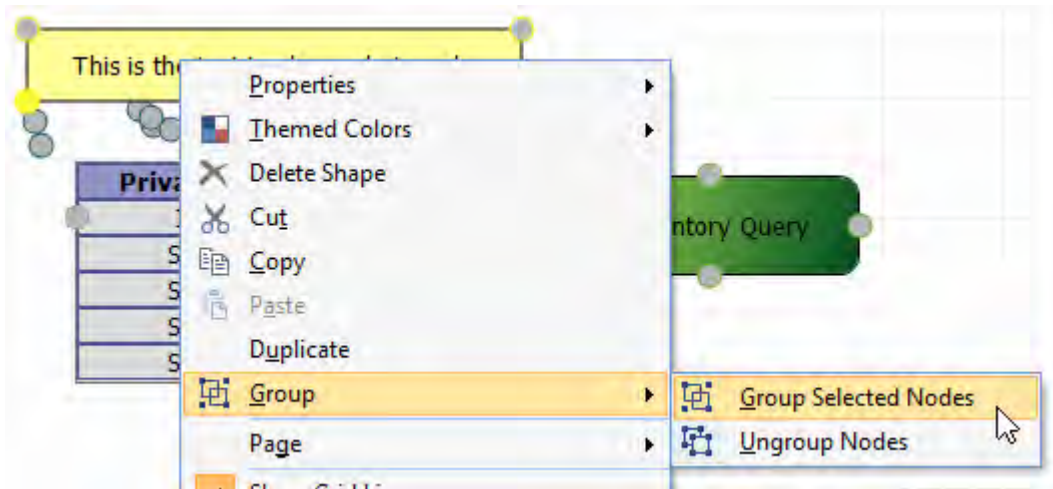 This is the
Properties
Themed Colors
Delete Shape
Priva
Cut
ntory Query
Copy
S
S
Paste
S
Duplicate
S
Group
Group Selected Nodes
Page
Ungroup Nodes